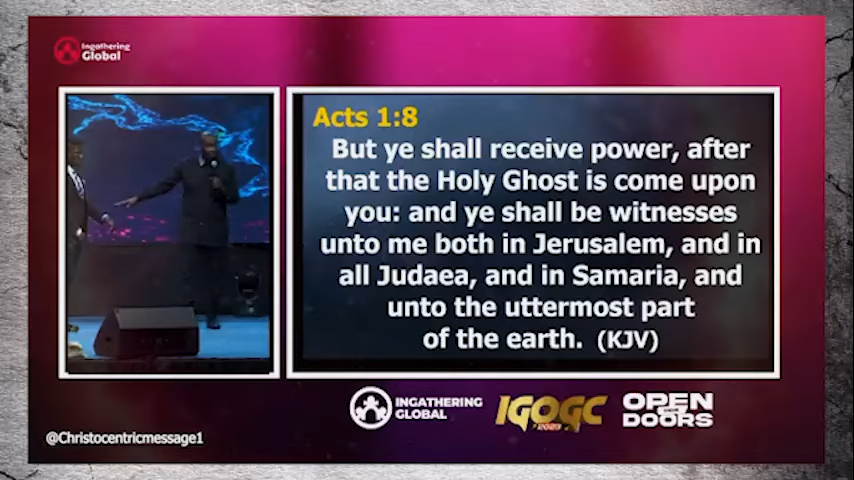 Ingathering
Global
Acts 1:8
But ye shall receive power, after
that the Holy Ghost is come upon
you: and ye shall be witnesses
unto me both in Jerusalem, and in
all Judaea, and in Samaria, and
unto the uttermost part
of the earth. (KJV)
INGATHERING
GLOBAL
IGOGC
2023
OPEN
DOORS
@Christocentricmessage1